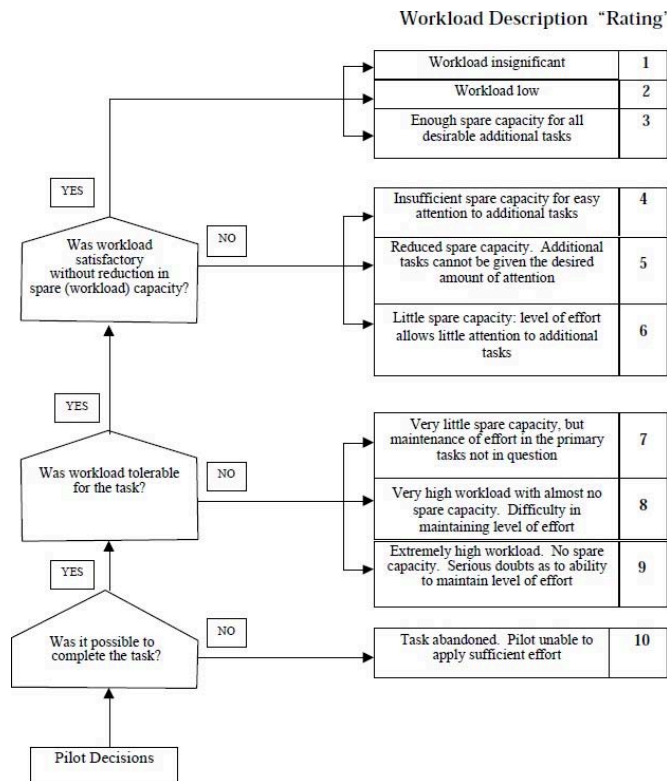 Workload Description "Rating"
Workload insignificant 1
Workload low 2
Enough spare capacity for all 3
desirable additional tasks
YES
Insufficient spare capacity for easy 4
attention to additional tasks
NO
Was workload
satisfactory
without reduction in
spare (workload) capacity?
Reduced spare capacity. Additional
tasks cannot be given the desired 5
amount of attention
Little spare capacity: level of effort
allows little attention to additional 6
tasks
YES
Very little spare capacity, but
maintenance of effort in the primary 7
tasks not in question
Was workload tolerable
for the task?
NO
Very high workload with almost no
spare capacity. Difficulty in 8
maintaining level of effort
Extremely high workload. No spare
capacity. Serious doubts as to ability 9
to maintain level of effort
YES
NO
Was it possible to
complete the task?
Task abandoned. Pilot unable to 10
apply sufficient effort
Pilot Decisions